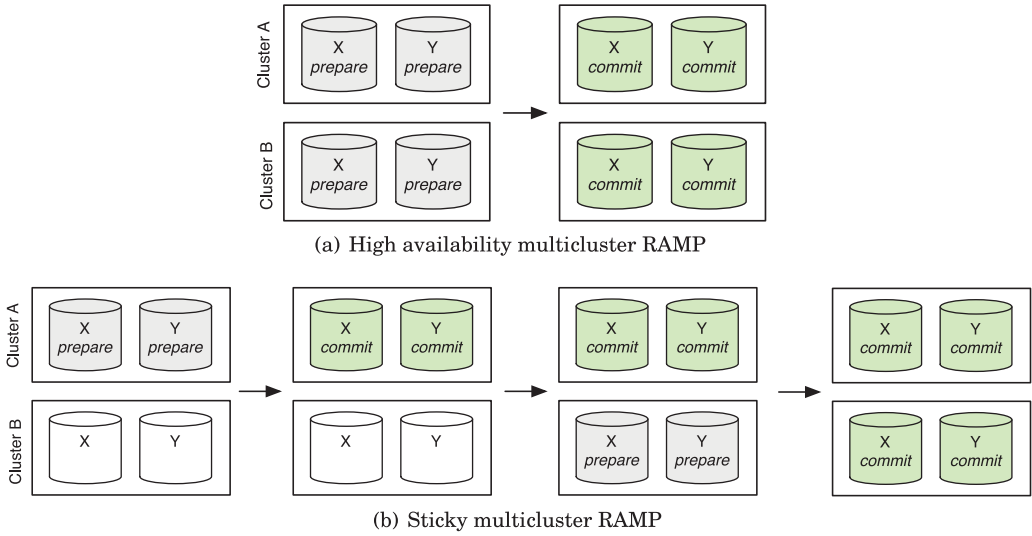 Cluster A
X
prepare
Y
prepare
X
commit
Y
commit
Cluster B
X
prepare
Y
prepare
X
commit
Y
commit
(a) High availability multicluster RAMP
Cluster A
X
prepare
Y
prepare
X
commit
Y
commit
X
commit
Y
commit
X
commit
Y
commit
Cluster B
X
Y
X
Y
X
prepare
Y
prepare
X
commit
Y
commit
(b) Sticky multicluster RAMP